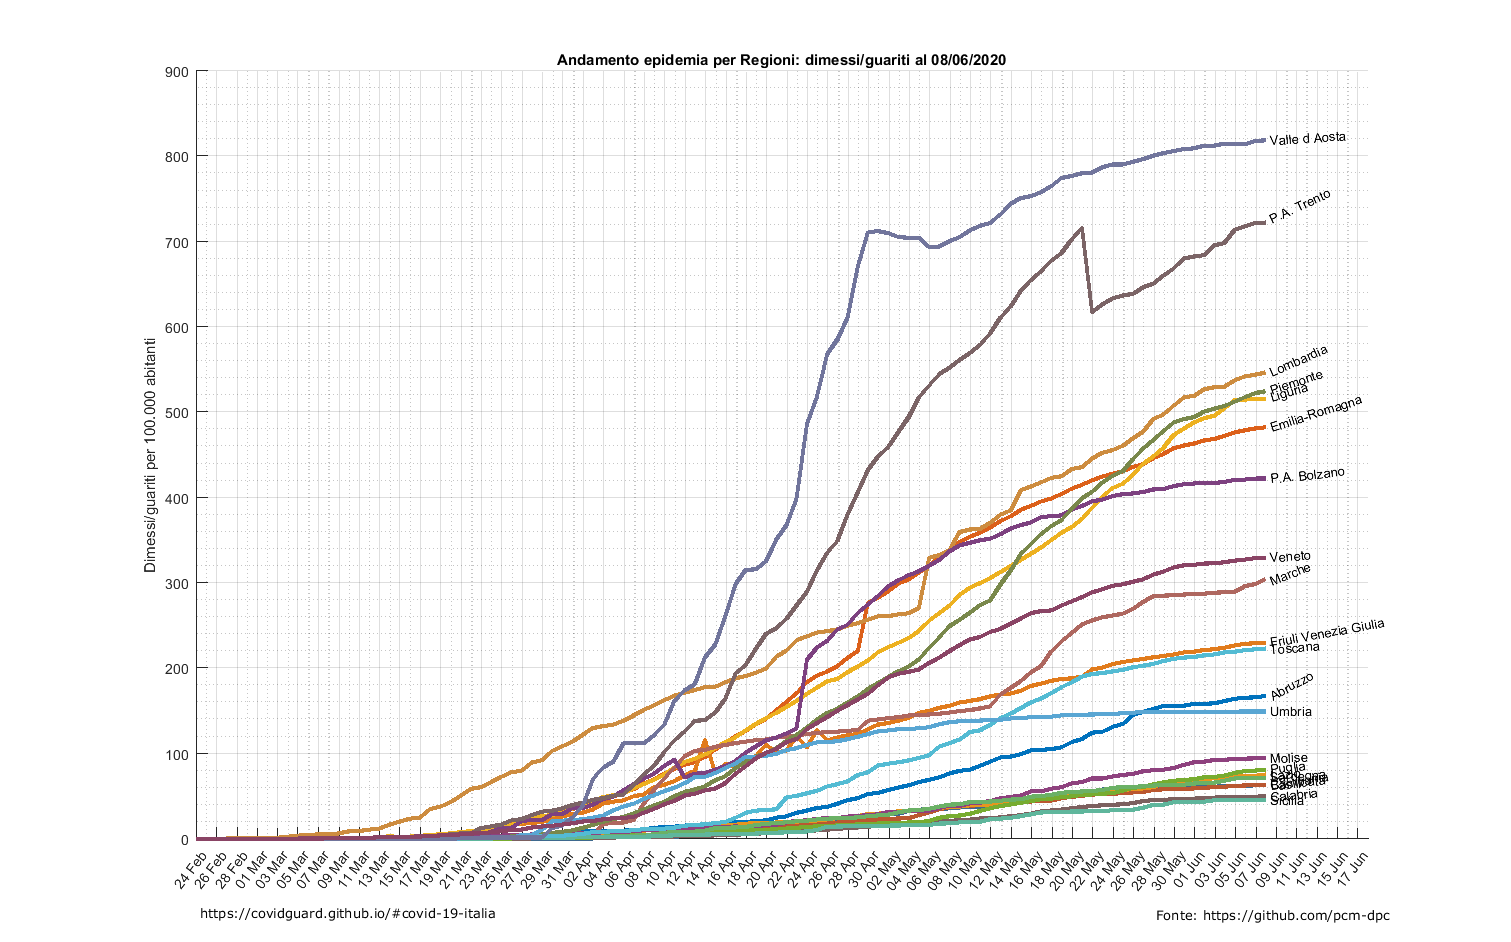 Andamento epidemia per Regioni: dimessi/guariti al 08/06/2020
Dimessi/guariti per 100.000 abitanti
900
800
700
600
500
400
300
200
100
0
Valle d Aosta
P.A. Trento
Lombardia
Piemonte
Liguria
Emilia-Romagna
P.A. Bolzano
Veneto
Marche
Friuli Venezia Giulia
Toscana
Abruzzo
Umbria
Molise
Puglia
Calabria
Sicilia
24 Feb
26 Feb
28 Feb
01 Mar
03 Mar
05 Mar
07 Mar
09 Mar
11 Mar
13 Mar
15 Mar
17 Mar
19 Mar
21 Mar
23 Mar
25 Mar
27 Mar
29 Mar
31 Mar
02 Apr
04 Apr
06 Apr
08 Apr
10 Apr
12 Apr
14 Apr
16 Apr
18 Apr
20 Apr
22 Apr
24 Apr
26 Apr
28 Apr
30 Apr
02 May
04 May
06 May
08 May
10 May
12 May
14 May
16 May
18 May
20 May
22 May
24 May
26 May
28 May
30 May
01 Jun
03 Jun
05 Jun
07 Jun
09 Jun
11 Jun
13 Jun
15 Jun
17 Jun
https://covidguard.github.io/#covid-19-italia
Fonte: https://github.com/pcm-dpc